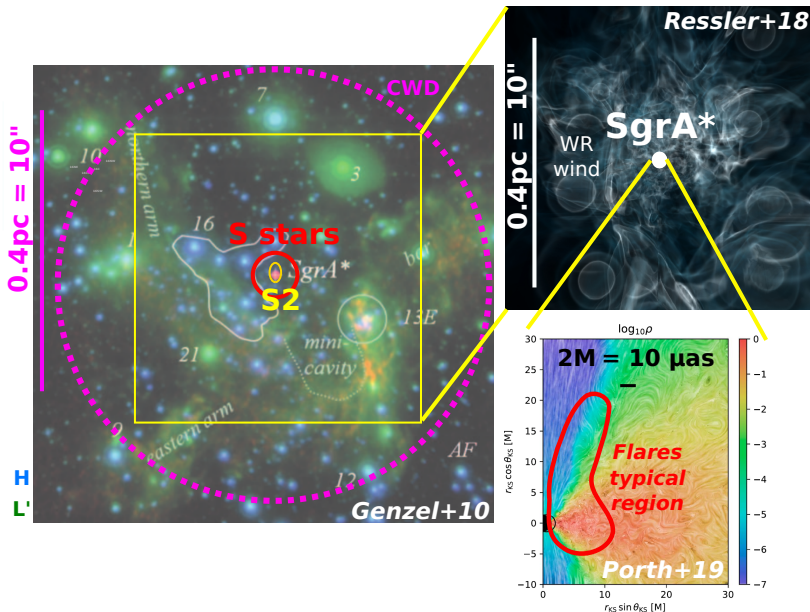 CWD
7
0.4pc = 10"
10
northern arm
3
16
S stars
1
SgrA*
bar
S2
13E
mini-
cavity
21
9
eastern arm
12
AF
H
L'
Genzel+10
Ressler+18
0.4pc = 10"
SgrA*
WR
wind
log₁₀ρ
2M = 10 μas
Flares
typical
region
Porth+19
30
25
20
15
10
5
0
−5
−10
0
10
20
30
r_KS cos θ_KS [M]
r_KS sin θ_KS [M]
0
−1
−2
−3
−4
−5
−6
−7